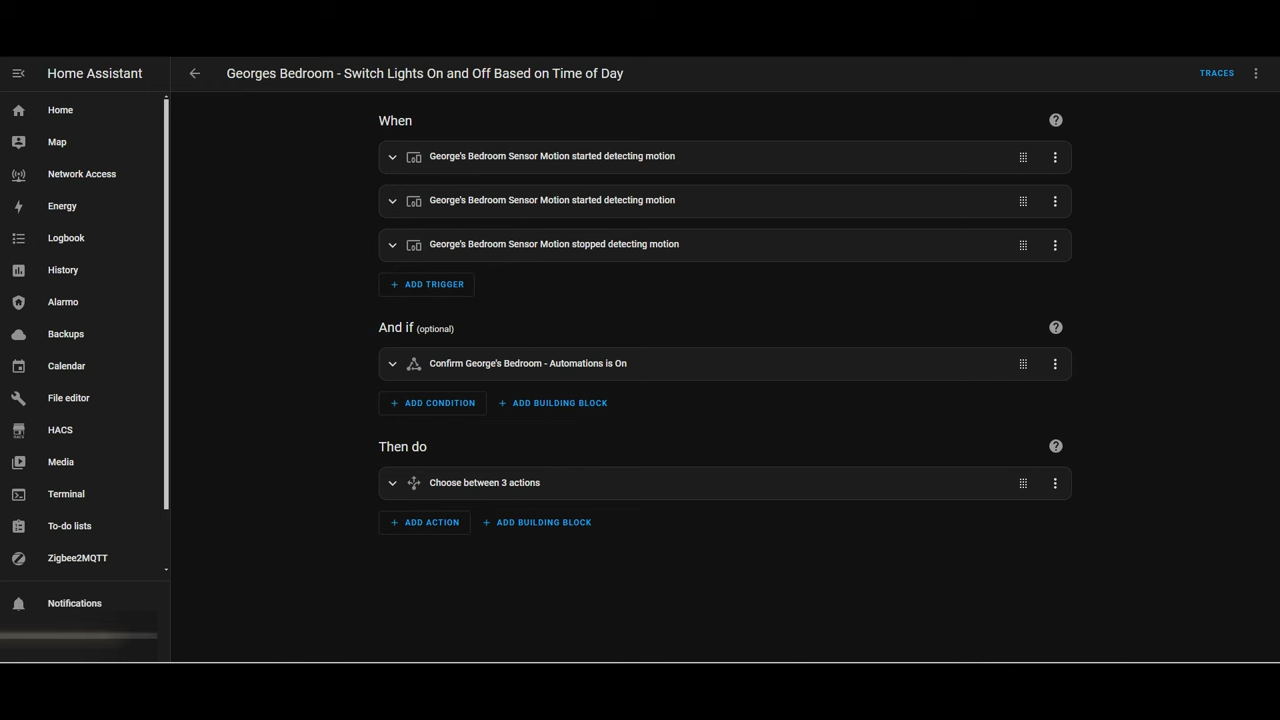 Home Assistant
Georges Bedroom - Switch Lights On and Off Based on Time of Day
TRACES
Home
Map
Network Access
Energy
Logbook
History
Alarmo
Backups
Calendar
File editor
HACS
Media
Terminal
To-do lists
Zigbee2MQTT
Notifications
When
George's Bedroom Sensor Motion started detecting motion
George's Bedroom Sensor Motion started detecting motion
George's Bedroom Sensor Motion stopped detecting motion
+ ADD TRIGGER
And if (optional)
Confirm George's Bedroom - Automations is On
+ ADD CONDITION + ADD BUILDING BLOCK
Then do
Choose between 3 actions
+ ADD ACTION + ADD BUILDING BLOCK